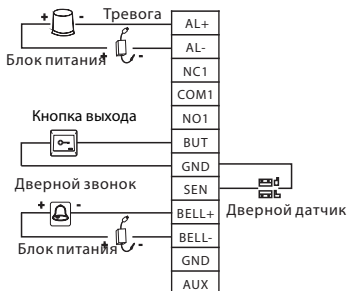 + - Тревога
AL+
Блок питания + -
AL-
NC1
COM1
NO1
Кнопка выхода
BUT
GND
SEN
Дверной звонок
Дверной датчик
+ -
BELL+
Блок питания + -
BELL-
GND
AUX